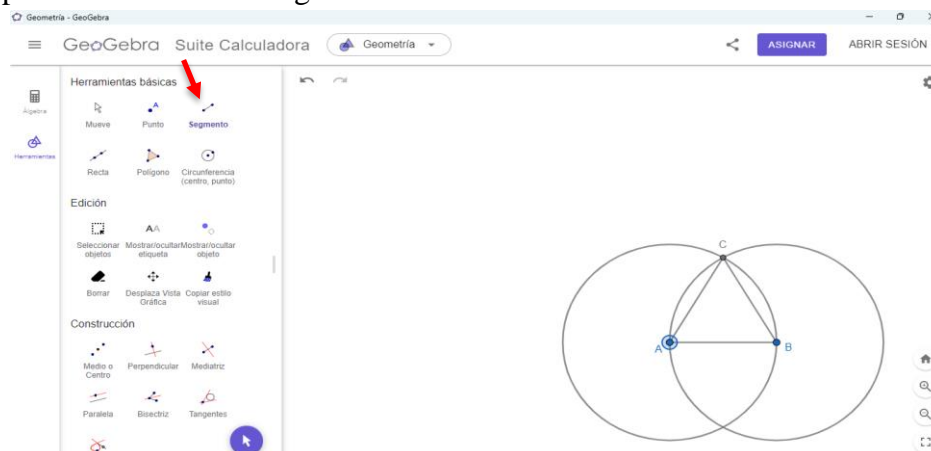 Geometría - GeoGebra
GeoGebra Suite Calculadora
Geometría
ASIGNAR
ABRIR SESIÓN
Álgebra
Herramientas
Herramientas básicas
Mueve Punto Segmento
Recta Polígono Circunferencia
(centro, punto)
Edición
Seleccionar Mostrar/ocultar Mostrar/ocultar
objetos etiqueta objeto
Borrar Desplaza Vista Copiar estilo
Gráfica visual
Construcción
Medio o Perpendicular Mediatriz
Centro
Paralela Bisectriz Tangentes
C
A
B